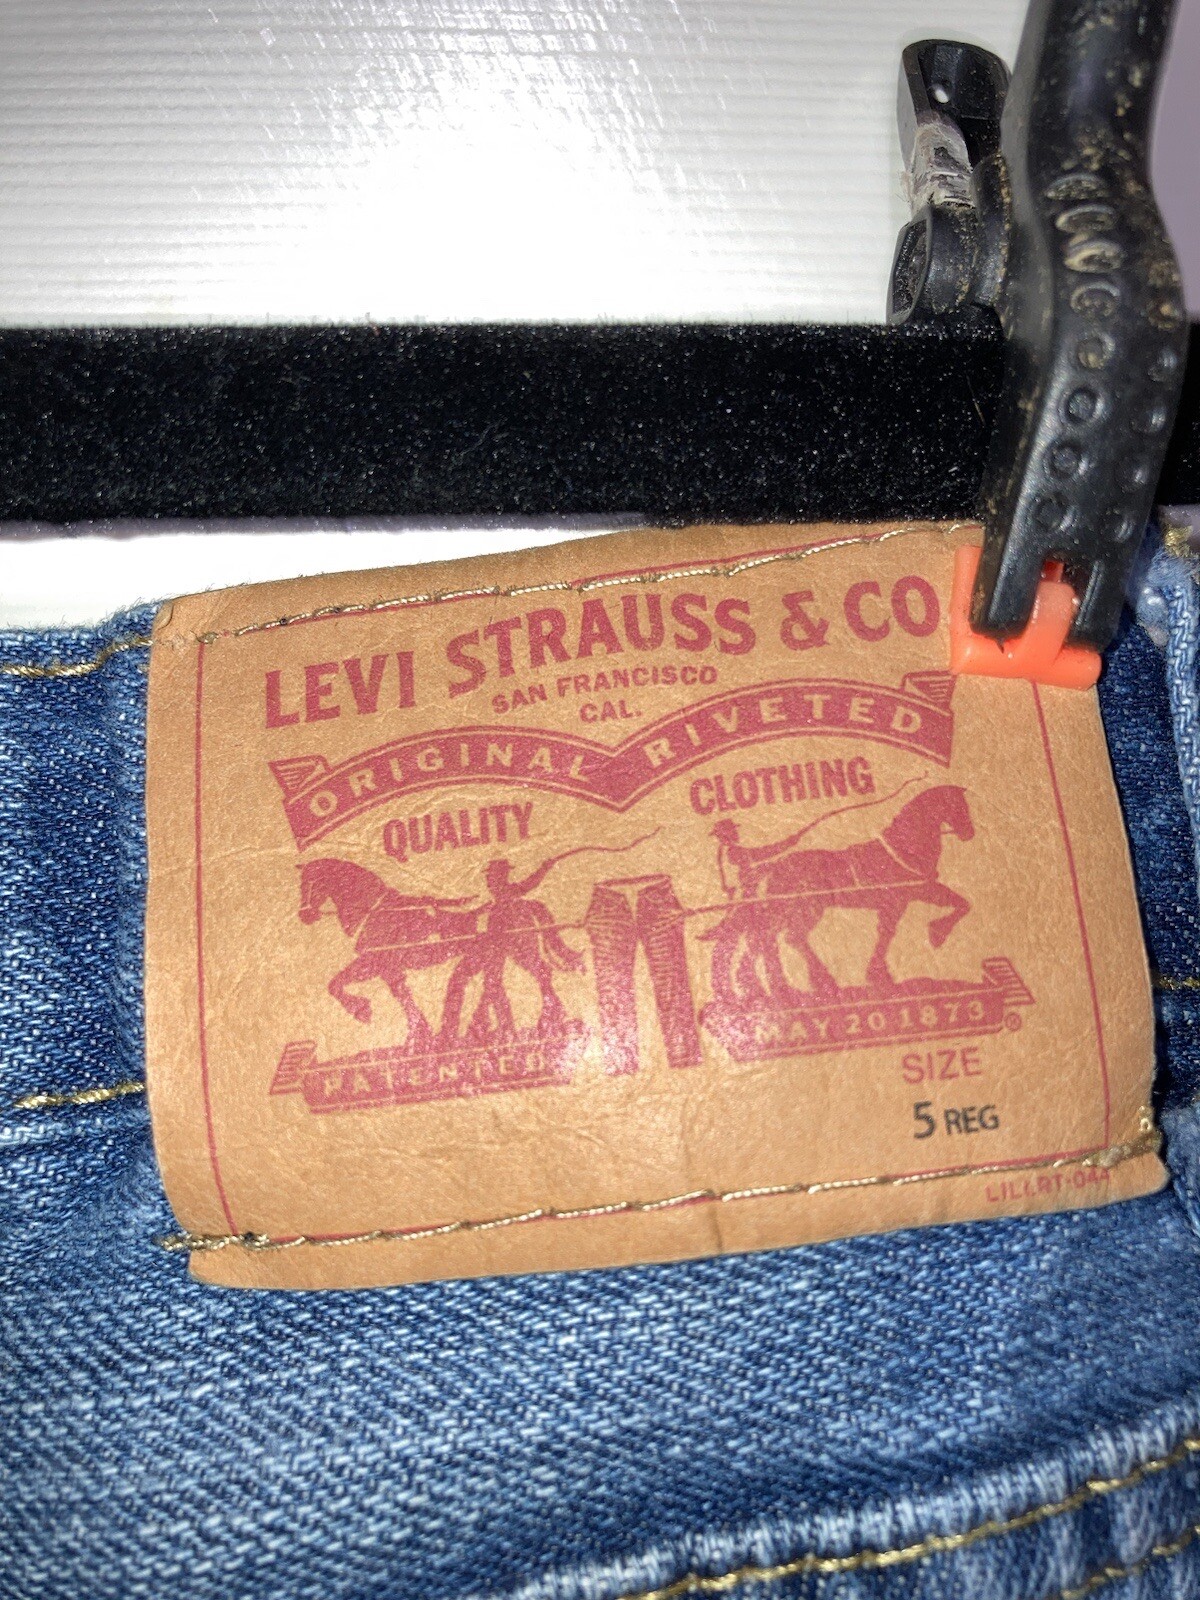 LEVI STRAUSS & CO
SAN FRANCISCO
CAL.
ORIGINAL RIVETED
QUALITY CLOTHING
PATENTED MAY 20 1873 ®
SIZE
5 REG